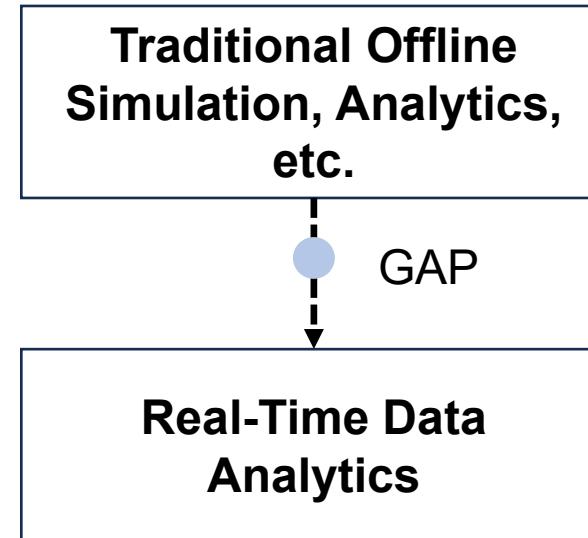 Traditional Offline
Simulation, Analytics,
etc.
GAP
Real-Time Data
Analytics